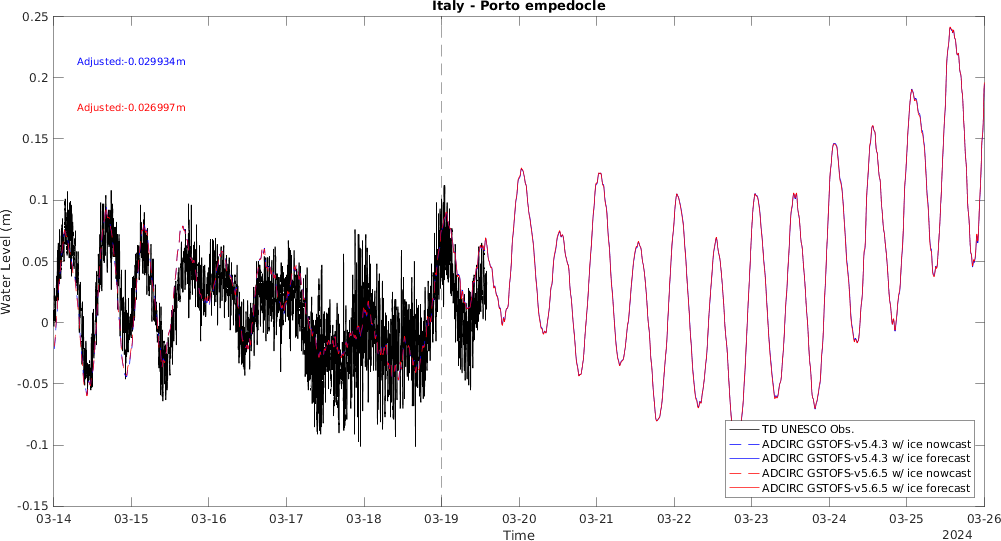 Italy - Porto empedocle
0.25
0.2
0.15
0.1
0.05
0
-0.05
-0.1
-0.15
Water Level (m)
Adjusted:-0.029934m
Adjusted:-0.026997m
TD UNESCO Obs.
ADCIRC GSTOFS-v5.4.3 w/ ice nowcast
ADCIRC GSTOFS-v5.4.3 w/ ice forecast
ADCIRC GSTOFS-v5.6.5 w/ ice nowcast
ADCIRC GSTOFS-v5.6.5 w/ ice forecast
03-14 03-15 03-16 03-17 03-18 03-19 03-20 03-21 03-22 03-23 03-24 03-25 03-26
Time
2024